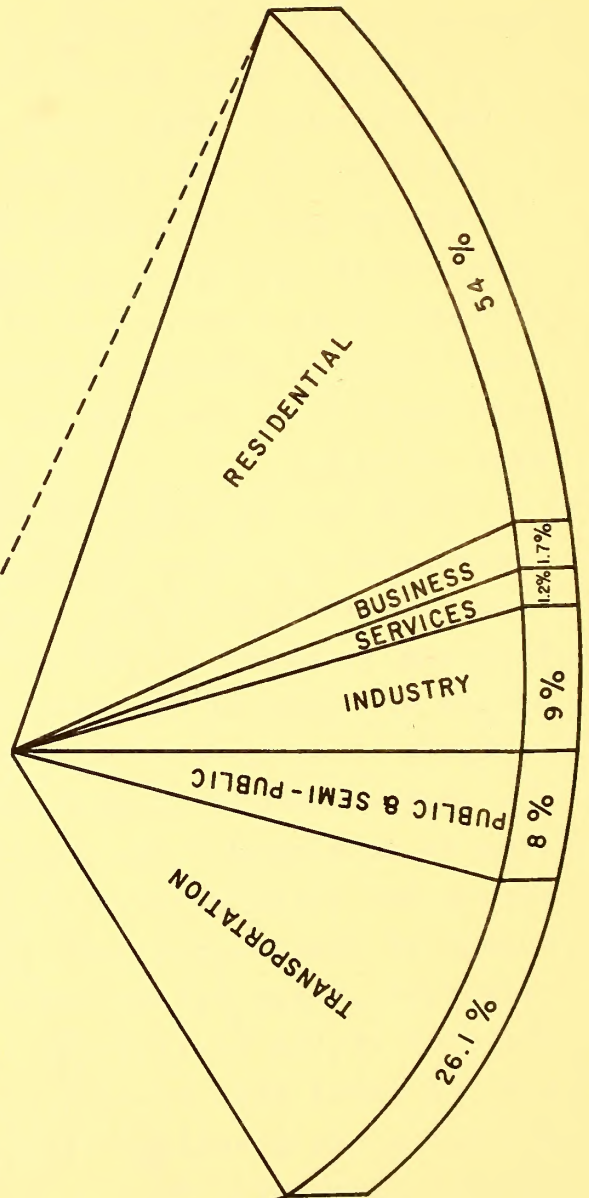 RESIDENTIAL
54 %
BUSINESS
1.7%
SERVICES
1.2%
INDUSTRY
9 %
PUBLIC & SEMI-PUBLIC
8 %
TRANSPORTATION
26.1 %